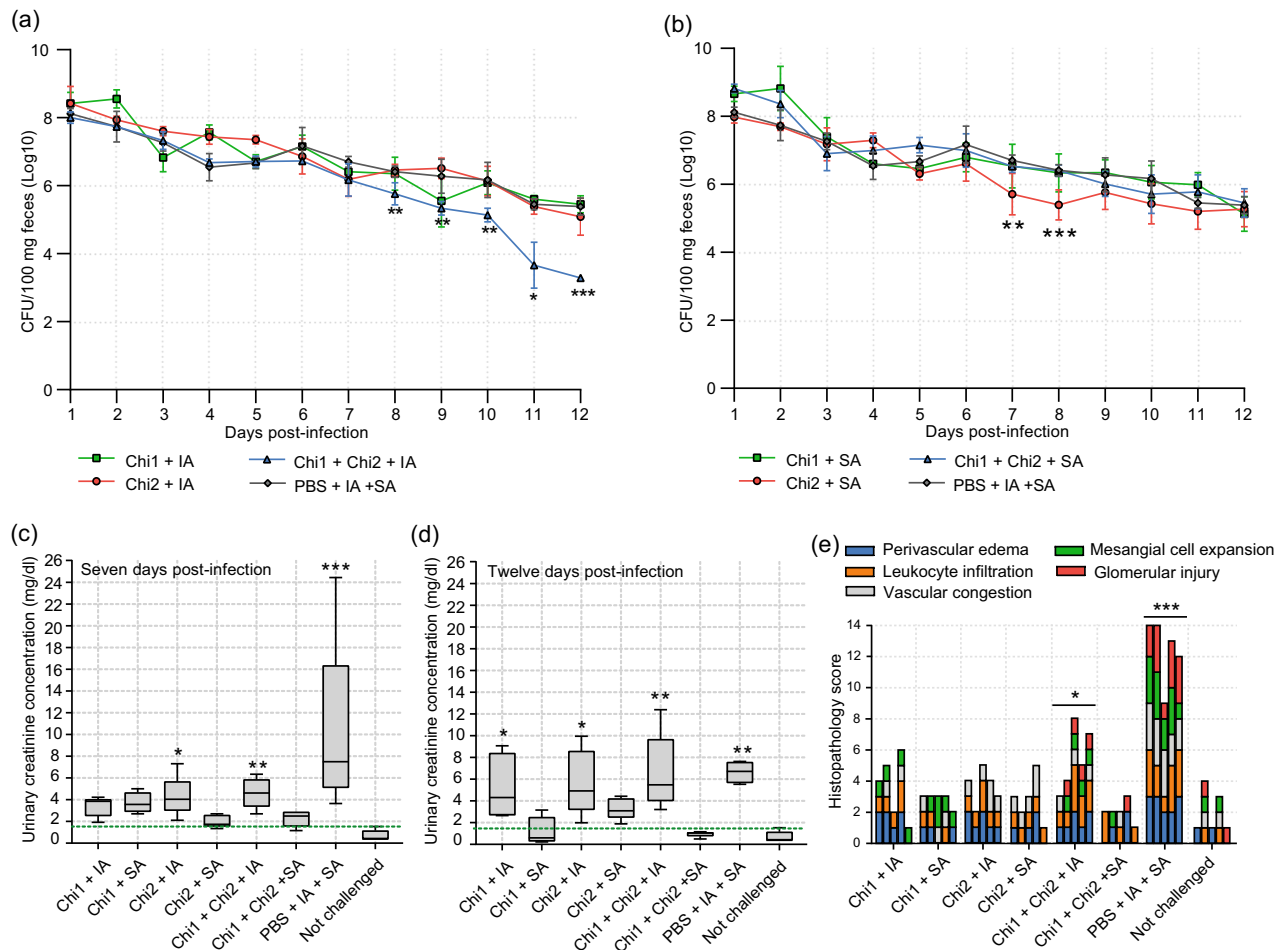 (a)
10
8
6
4
2
0
CFU/100 mg feces (Log10)
** ** ** * ***
1 2 3 4 5 6 7 8 9 10 11 12
Days post-infection
Chi1 + IA
Chi1 + Chi2 + IA
Chi2 + IA
PBS + IA +SA
(b)
10
8
6
4
2
0
CFU/100 mg feces (Log10)
** ***
1 2 3 4 5 6 7 8 9 10 11 12
Days post-infection
Chi1 + SA
Chi1 + Chi2 + SA
Chi2 + SA
PBS + IA +SA
(c)
Urinary creatinine concentration (mg/dl)
26
24
22
20
18
16
14
12
10
8
6
4
2
0
Seven days post-infection
* ** ***
Chi1 + IA
Chi1 + SA
Chi2 + IA
Chi2 + SA
Chi1 + Chi2 + IA
Chi1 + Chi2 +SA
PBS + IA + SA
Not challenged
(d)
Urinary creatinine concentration (mg/dl)
26
24
22
20
18
16
14
12
10
8
6
4
2
0
Twelve days post-infection
* * ** **
Chi1 + IA
Chi1 + SA
Chi2 + IA
Chi2 + SA
Chi1 + Chi2 + IA
Chi1 + Chi2 +SA
PBS + IA + SA
Not challenged
(e)
Perivascular edema
Mesangial cell expansion
Leukocyte infiltration
Glomerular injury
Vascular congestion
Histopathology score
14
12
10
8
6
4
2
0
* ***
Chi1 + IA
Chi1 + SA
Chi2 + IA
Chi2 + SA
Chi1 + Chi2 + IA
Chi1 + Chi2 +SA
PBS + IA + SA
Not challenged